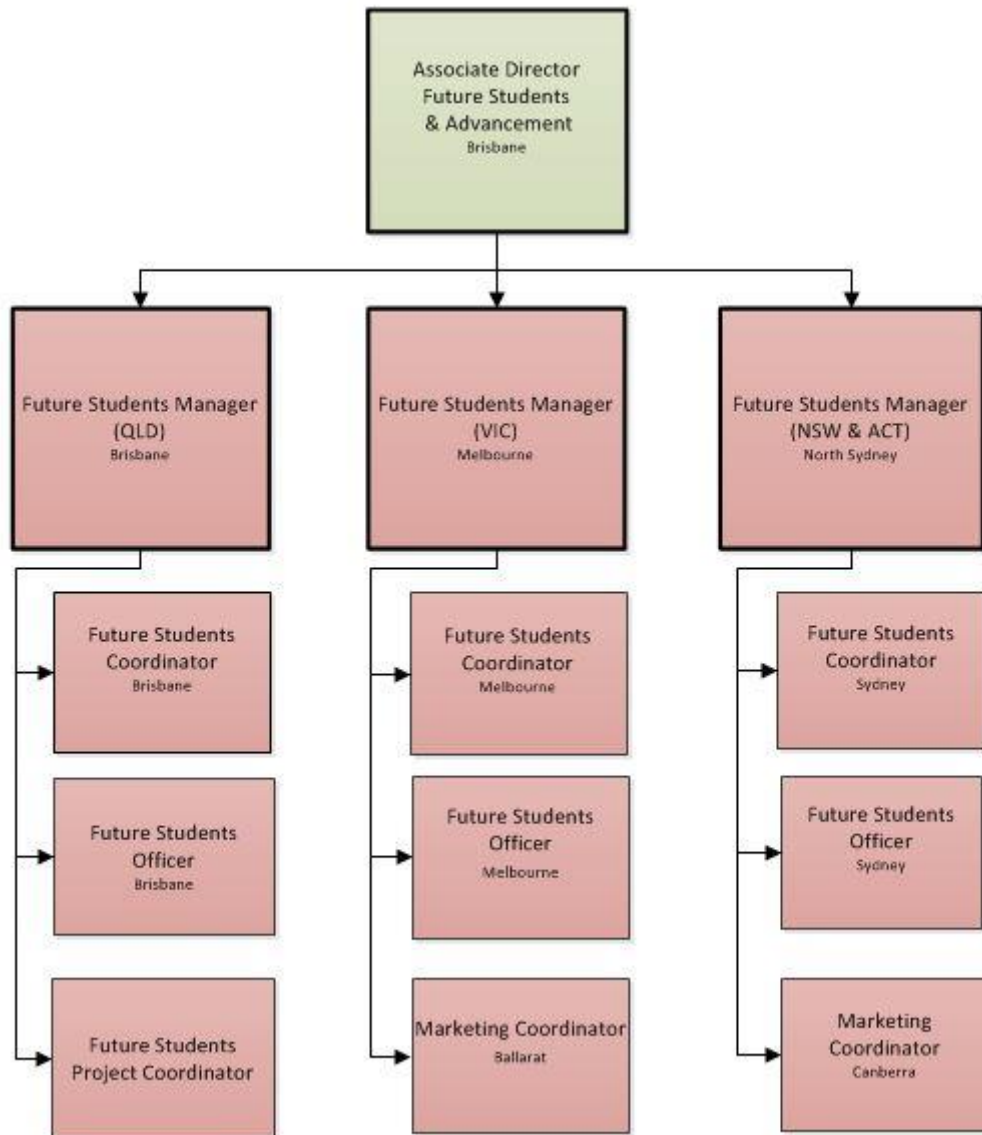 Associate Director
Future Students
& Advancement
Brisbane
Future Students Manager
(QLD)
Brisbane
Future Students Manager
(VIC)
Melbourne
Future Students Manager
(NSW & ACT)
North Sydney
Future Students
Coordinator
Brisbane
Future Students
Coordinator
Melbourne
Future Students
Coordinator
Sydney
Future Students
Officer
Brisbane
Future Students
Officer
Melbourne
Future Students
Officer
Sydney
Future Students
Project Coordinator
Marketing Coordinator
Ballarat
Marketing
Coordinator
Canberra